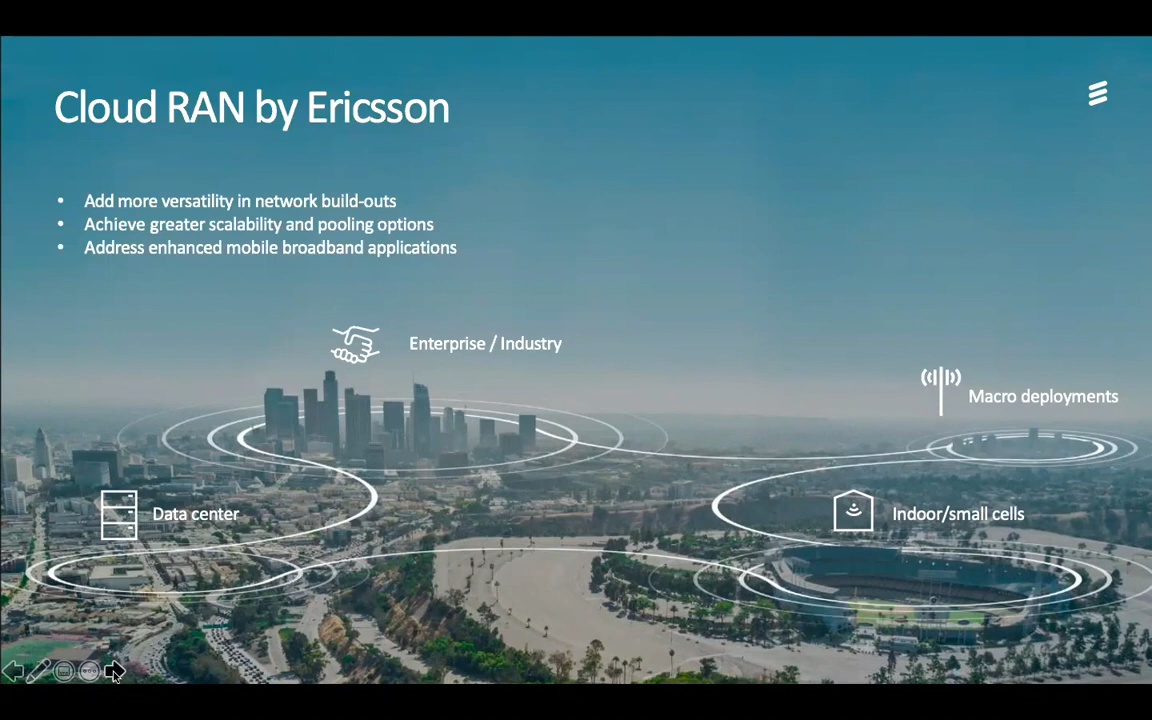 Cloud RAN by Ericsson
• Add more versatility in network build-outs
• Achieve greater scalability and pooling options
• Address enhanced mobile broadband applications
Enterprise / Industry
Macro deployments
Data center
Indoor/small cells